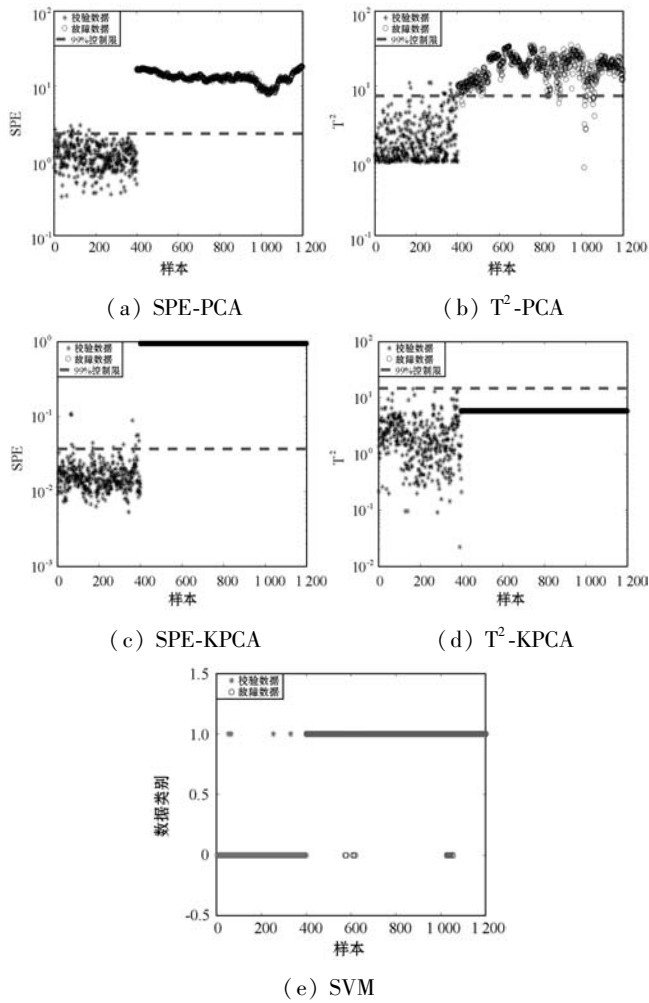 10²
* 校验数据
○ 故障数据
99%控制限
10¹
SPE
10⁰
10⁻¹
0 200 400 600 800 1 000 1 200
样本
(a) SPE-PCA
10²
* 校验数据
○ 故障数据
99%控制限
10¹
T²
10⁰
10⁻¹
0 200 400 600 800 1 000 1 200
样本
(b) T²-PCA
10⁰
* 校验数据
○ 故障数据
99%控制限
10⁻¹
SPE
10⁻²
10⁻³
0 200 400 600 800 1 000 1 200
样本
(c) SPE-KPCA
10²
* 校验数据
○ 故障数据
99%控制限
10¹
T²
10⁰
10⁻¹
10⁻²
0 200 400 600 800 1 000 1 200
样本
(d) T²-KPCA
1.5
* 校验数据
○ 故障数据
1.0
数据类别
0.5
0
-0.5
0 200 400 600 800 1 000 1 200
样本
(e) SVM